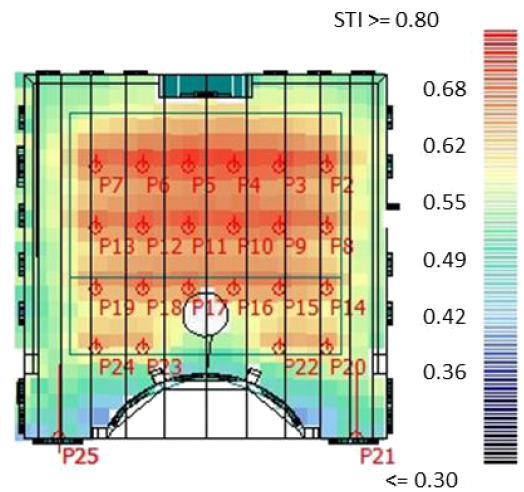 STI >= 0.80
0.68
0.62
0.55
0.49
0.42
0.36
<= 0.30
P7 P6 P5 P4 P3 P2
P13 P12 P11 P10 P9 P8
P19 P18 P17 P16 P15 P14
P24 P23 P22 P20
P25 P21